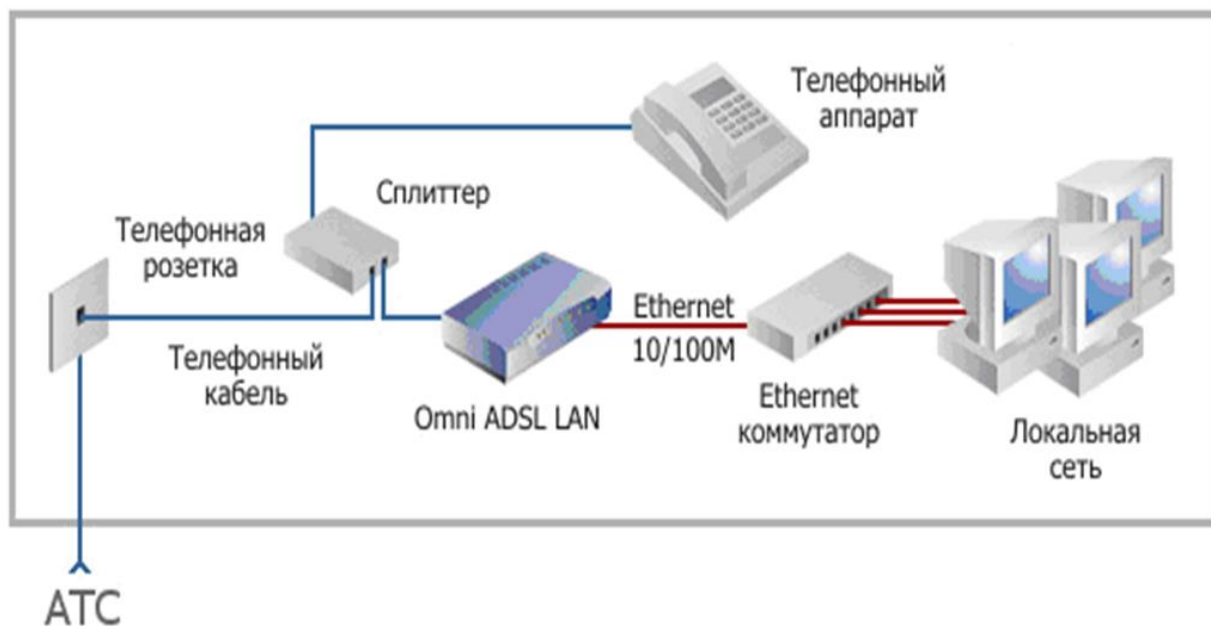 Телефонный
аппарат
Сплиттер
Телефонная
розетка
Ethernet
10/100M
Телефонный
кабель
Omni ADSL LAN
Ethernet
коммутатор
Локальная
сеть
АТС